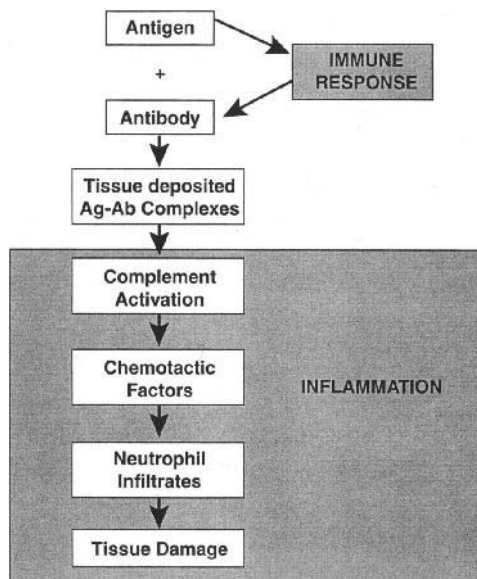 Antigen
IMMUNE
RESPONSE
+
Antibody
Tissue deposited
Ag-Ab Complexes
Complement
Activation
Chemotactic
Factors
INFLAMMATION
Neutrophil
Infiltrates
Tissue Damage